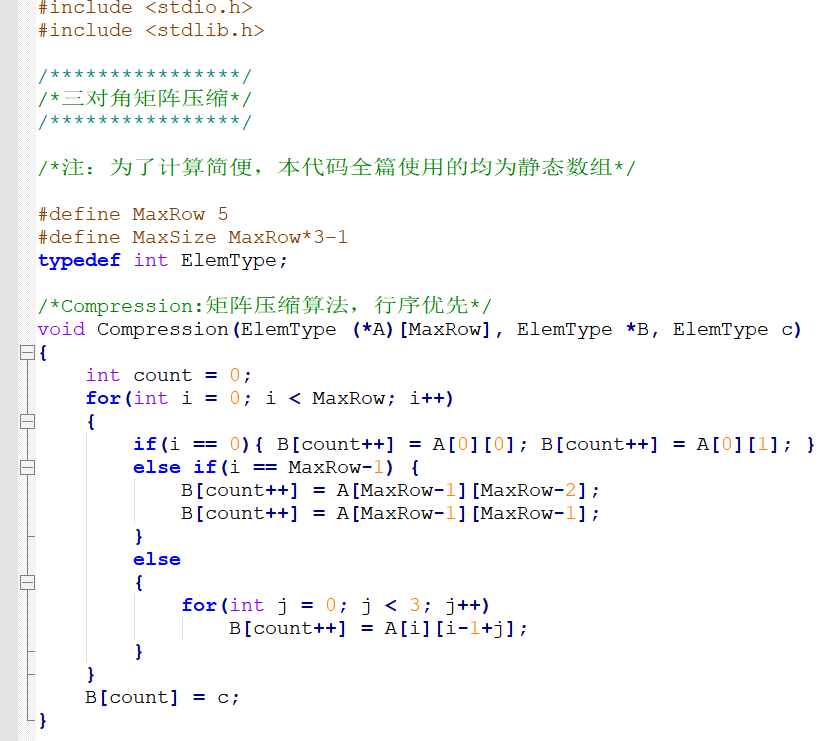 #include <stdio.h>
#include <stdlib.h>
/****************/
/*三对角矩阵压缩*/
/****************/
/*注：为了计算简便，本代码全篇使用的均为静态数组*/
#define MaxRow 5
#define MaxSize MaxRow*3-1
typedef int ElemType;
/*Compression:矩阵压缩算法，行序优先*/
void Compression(ElemType (*A)[MaxRow], ElemType *B, ElemType c)
{
    int count = 0;
    for(int i = 0; i < MaxRow; i++)
    {
        if(i == 0){ B[count++] = A[0][0]; B[count++] = A[0][1]; }
        else if(i == MaxRow-1) {
            B[count++] = A[MaxRow-1][MaxRow-2];
            B[count++] = A[MaxRow-1][MaxRow-1];
        }
        else
        {
            for(int j = 0; j < 3; j++)
                B[count++] = A[i][i-1+j];
        }
    }
    B[count] = c;
}